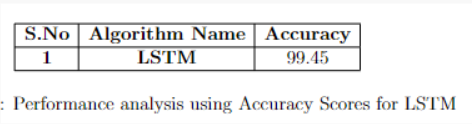 S.No Algorithm Name Accuracy
1 LSTM 99.45
: Performance analysis using Accuracy Scores for LSTM